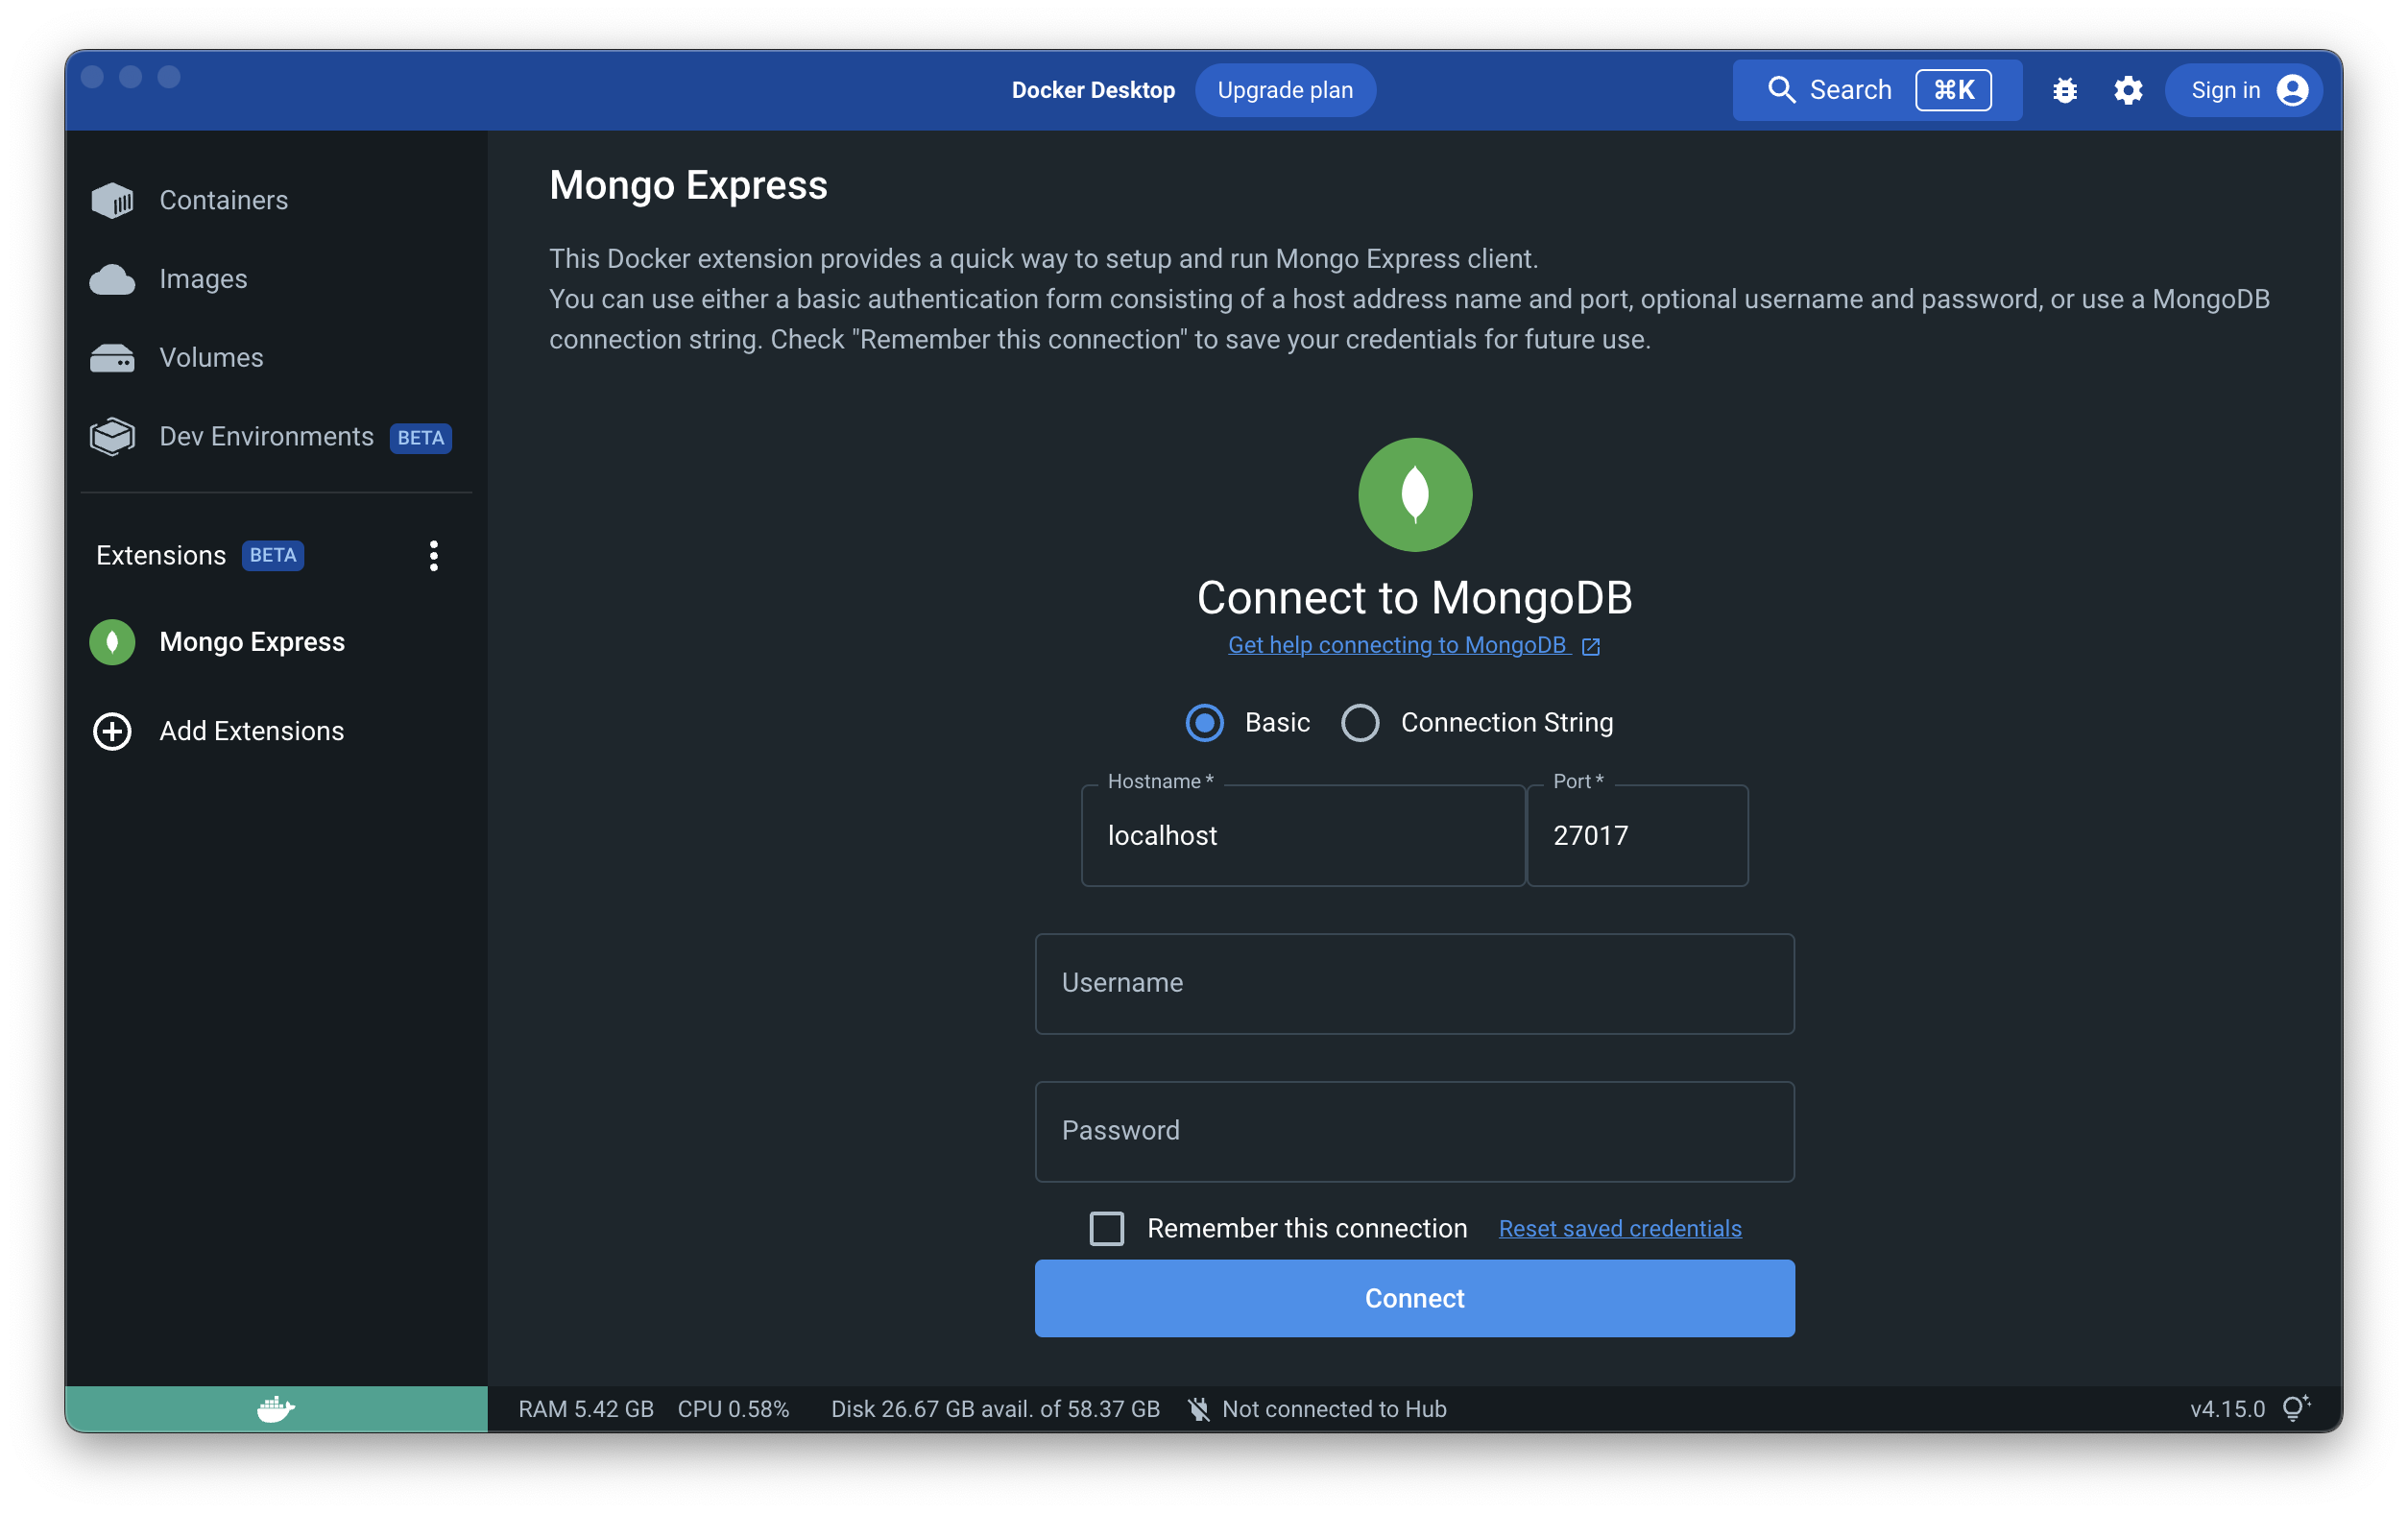 Docker Desktop
Upgrade plan
Search
⌘K
Sign in
Containers
Images
Volumes
Dev Environments BETA
Extensions BETA
Mongo Express
Add Extensions
Mongo Express
This Docker extension provides a quick way to setup and run Mongo Express client.
You can use either a basic authentication form consisting of a host address name and port, optional username and password, or use a MongoDB
connection string. Check "Remember this connection" to save your credentials for future use.
Connect to MongoDB
Get help connecting to MongoDB
Basic
Connection String
Hostname *
localhost
Port *
27017
Username
Password
Remember this connection
Reset saved credentials
Connect
RAM 5.42 GB
CPU 0.58%
Disk 26.67 GB avail. of 58.37 GB
Not connected to Hub
v4.15.0